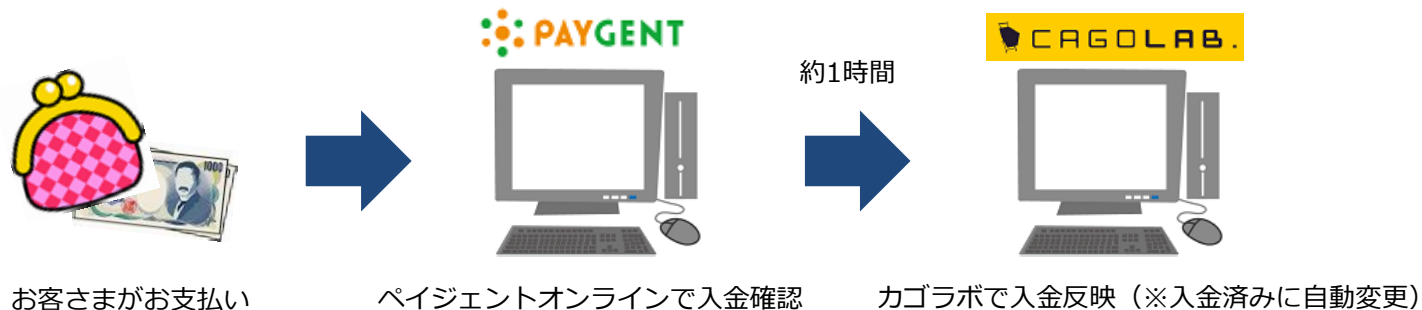 PAYGENT
CAGOLAB.
約1時間
1000
お客さまがお支払い
ペイジェントオンラインで入金確認
カゴラボで入金反映（※入金済みに自動変更）